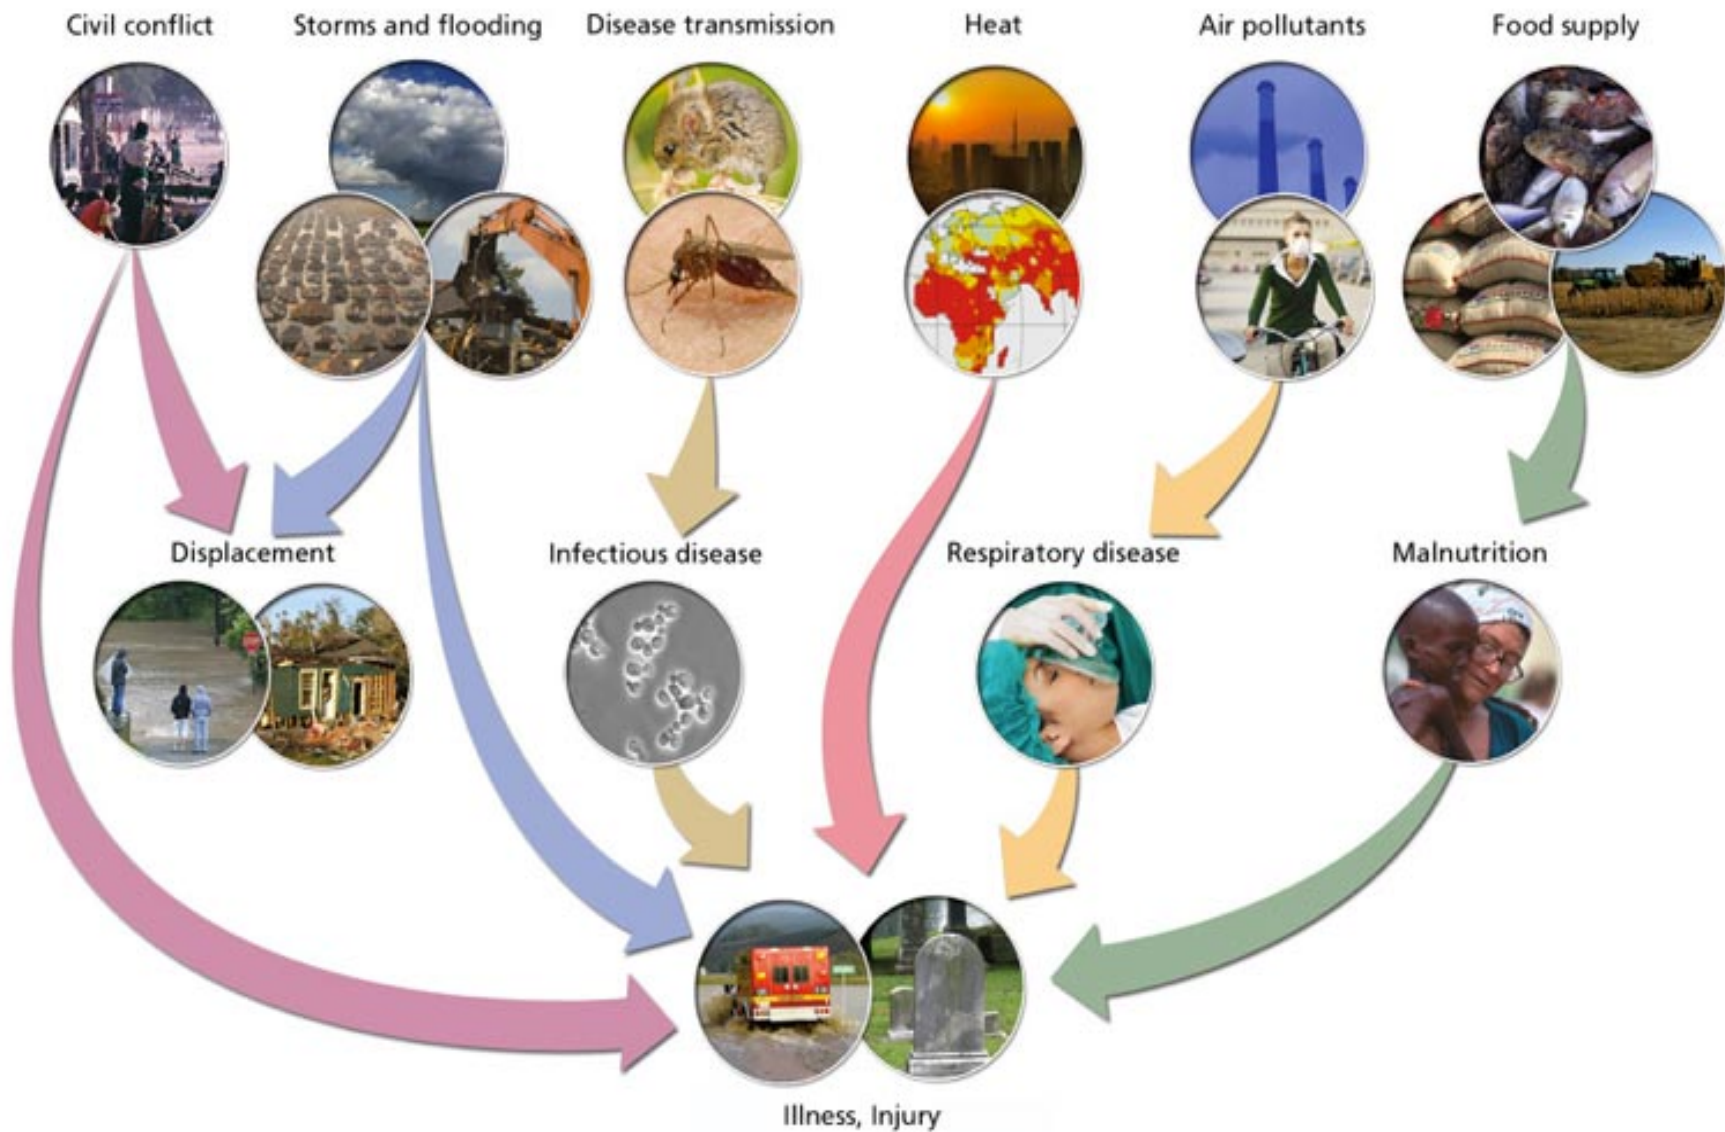 Civil conflict
Storms and flooding
Disease transmission
Heat
Air pollutants
Food supply
Displacement
Infectious disease
Respiratory disease
Malnutrition
Illness, Injury